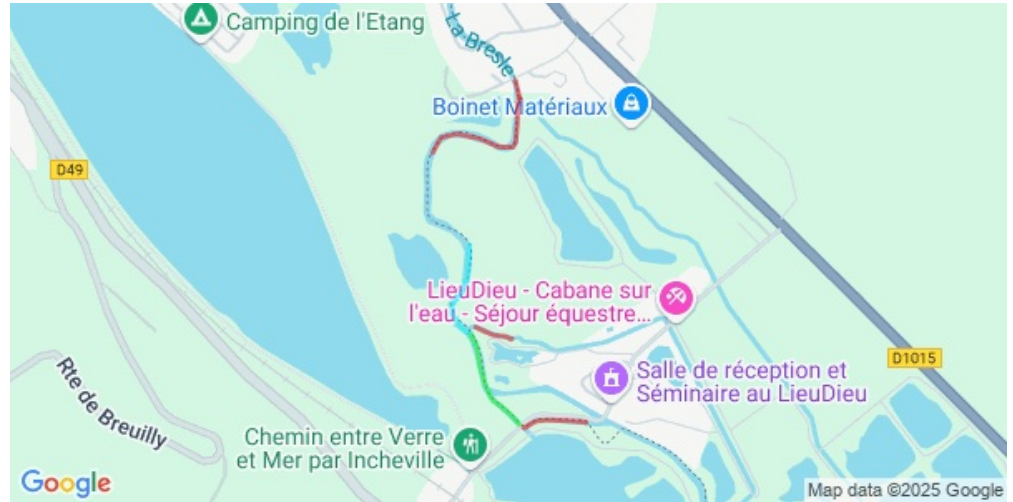 Camping de l'Etang
La Bresle
Boinet Matériaux
D49
LieuDieu - Cabane sur
l'eau - Séjour équestre...
D1015
Salle de réception et
Séminaire au LieuDieu
Rte de Breuilly
Chemin entre Verre
et Mer par Incheville
Google
Map data ©2025 Google